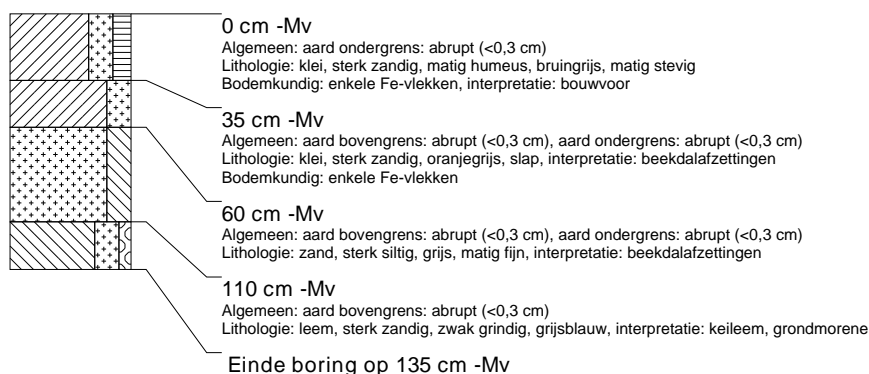 0 cm -Mv
Algemeen: aard ondergrens: abrupt (<0,3 cm)
Lithologie: klei, sterk zandig, matig humeus, bruingrijs, matig stevig
Bodemkundig: enkele Fe-vlekken, interpretatie: bouwvoor
35 cm -Mv
Algemeen: aard bovengrens: abrupt (<0,3 cm), aard ondergrens: abrupt (<0,3 cm)
Lithologie: klei, sterk zandig, oranjegrijs, slap, interpretatie: beekdalafzettingen
Bodemkundig: enkele Fe-vlekken
60 cm -Mv
Algemeen: aard bovengrens: abrupt (<0,3 cm), aard ondergrens: abrupt (<0,3 cm)
Lithologie: zand, sterk siltig, grijs, matig fijn, interpretatie: beekdalafzettingen
110 cm -Mv
Algemeen: aard bovengrens: abrupt (<0,3 cm)
Lithologie: leem, sterk zandig, zwak grindig, grijsblauw, interpretatie: keileem, grondmorene
Einde boring op 135 cm -Mv